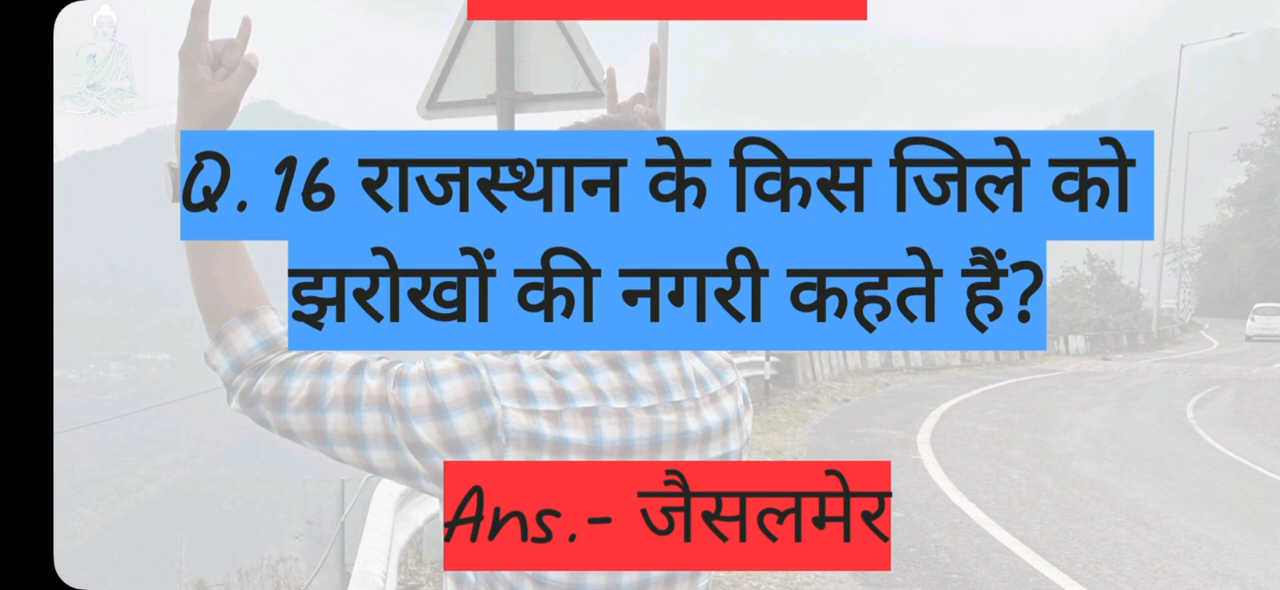 Q. 16 राजस्थान के किस जिले को
झरोखों की नगरी कहते हैं?
Ans.- जैसलमेर